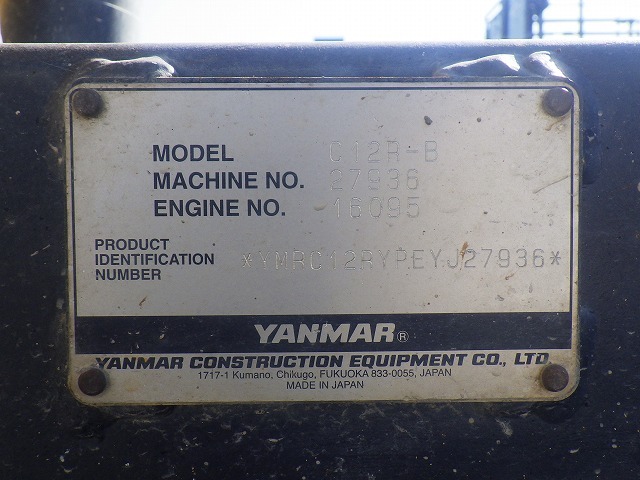 MODEL C12R-B
MACHINE NO. 27936
ENGINE NO. 16095
PRODUCT
IDENTIFICATION
NUMBER
*YMRC12RYPEYJ27936*
YANMAR®
YANMAR CONSTRUCTION EQUIPMENT CO., LTD.
1717-1 Kumano, Chikugo, FUKUOKA 833-0055, JAPAN
MADE IN JAPAN